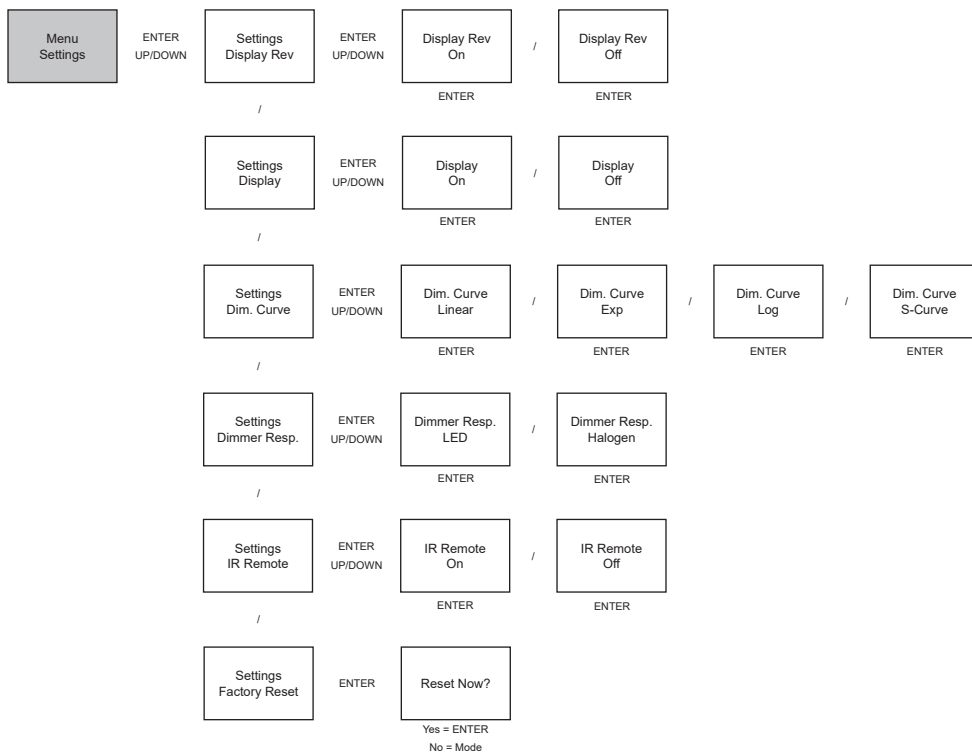 Menu
Settings
ENTER
UP/DOWN
Settings
Display Rev
ENTER
UP/DOWN
Display Rev
On
/
Display Rev
Off
ENTER
ENTER
/
Settings
Display
ENTER
UP/DOWN
Display
On
/
Display
Off
ENTER
ENTER
/
Settings
Dim. Curve
ENTER
UP/DOWN
Dim. Curve
Linear
/
Dim. Curve
Exp
/
Dim. Curve
Log
/
Dim. Curve
S-Curve
ENTER
ENTER
ENTER
ENTER
/
Settings
Dimmer Resp.
ENTER
UP/DOWN
Dimmer Resp.
LED
/
Dimmer Resp.
Halogen
ENTER
ENTER
/
Settings
IR Remote
ENTER
UP/DOWN
IR Remote
On
/
IR Remote
Off
ENTER
ENTER
/
Settings
Factory Reset
ENTER
Reset Now?
Yes = ENTER
No = Mode